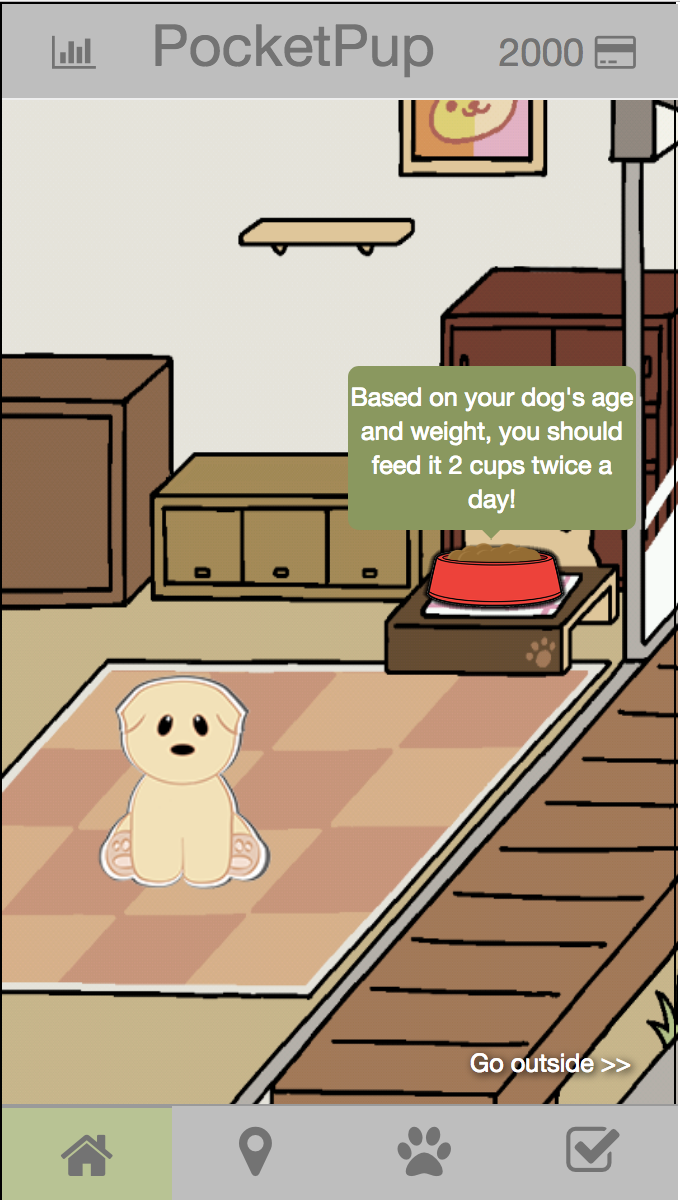 PocketPup
2000
Based on your dog's age
and weight, you should
feed it 2 cups twice a
day!
Go outside >>